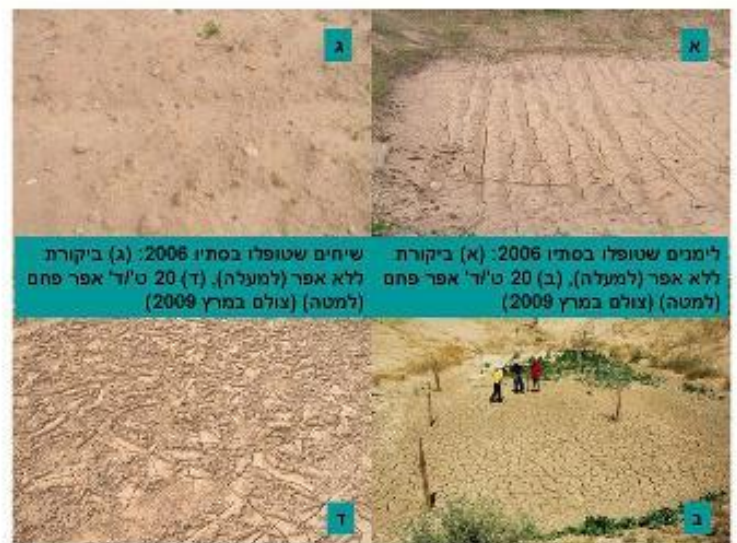 א
לימנים שטופלו בסתיו 2006: (א) ביקורת
ללא אפר (למעלה), (ב) 20 ט'/ד' אפר פחם
(למטה) (צולם במרץ 2009)
ב
ג
שיחים שטופלו בסתיו 2006: (ג) ביקורת
ללא אפר (למעלה), (ד) 20 ט'/ד' אפר פחם
(למטה) (צולם במרץ 2009)
ד